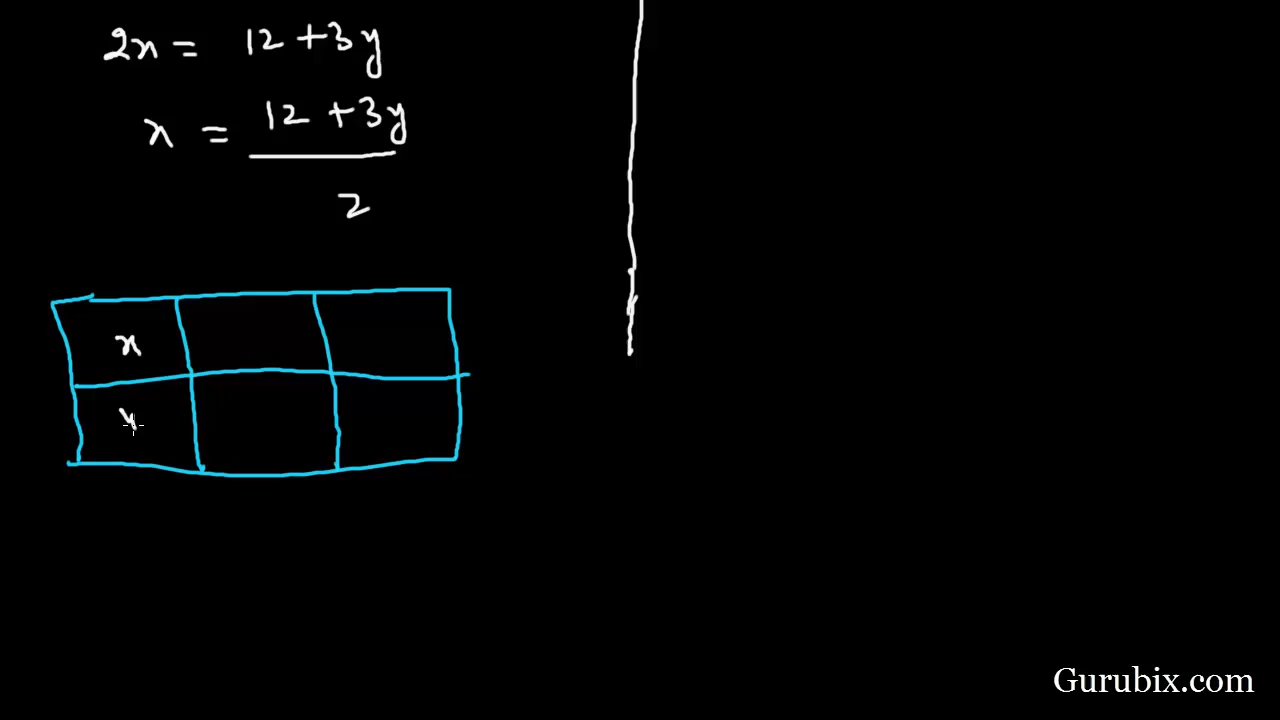 2x = 12 + 3y
x = 12 + 3y
2
x
y
Gurubix.com